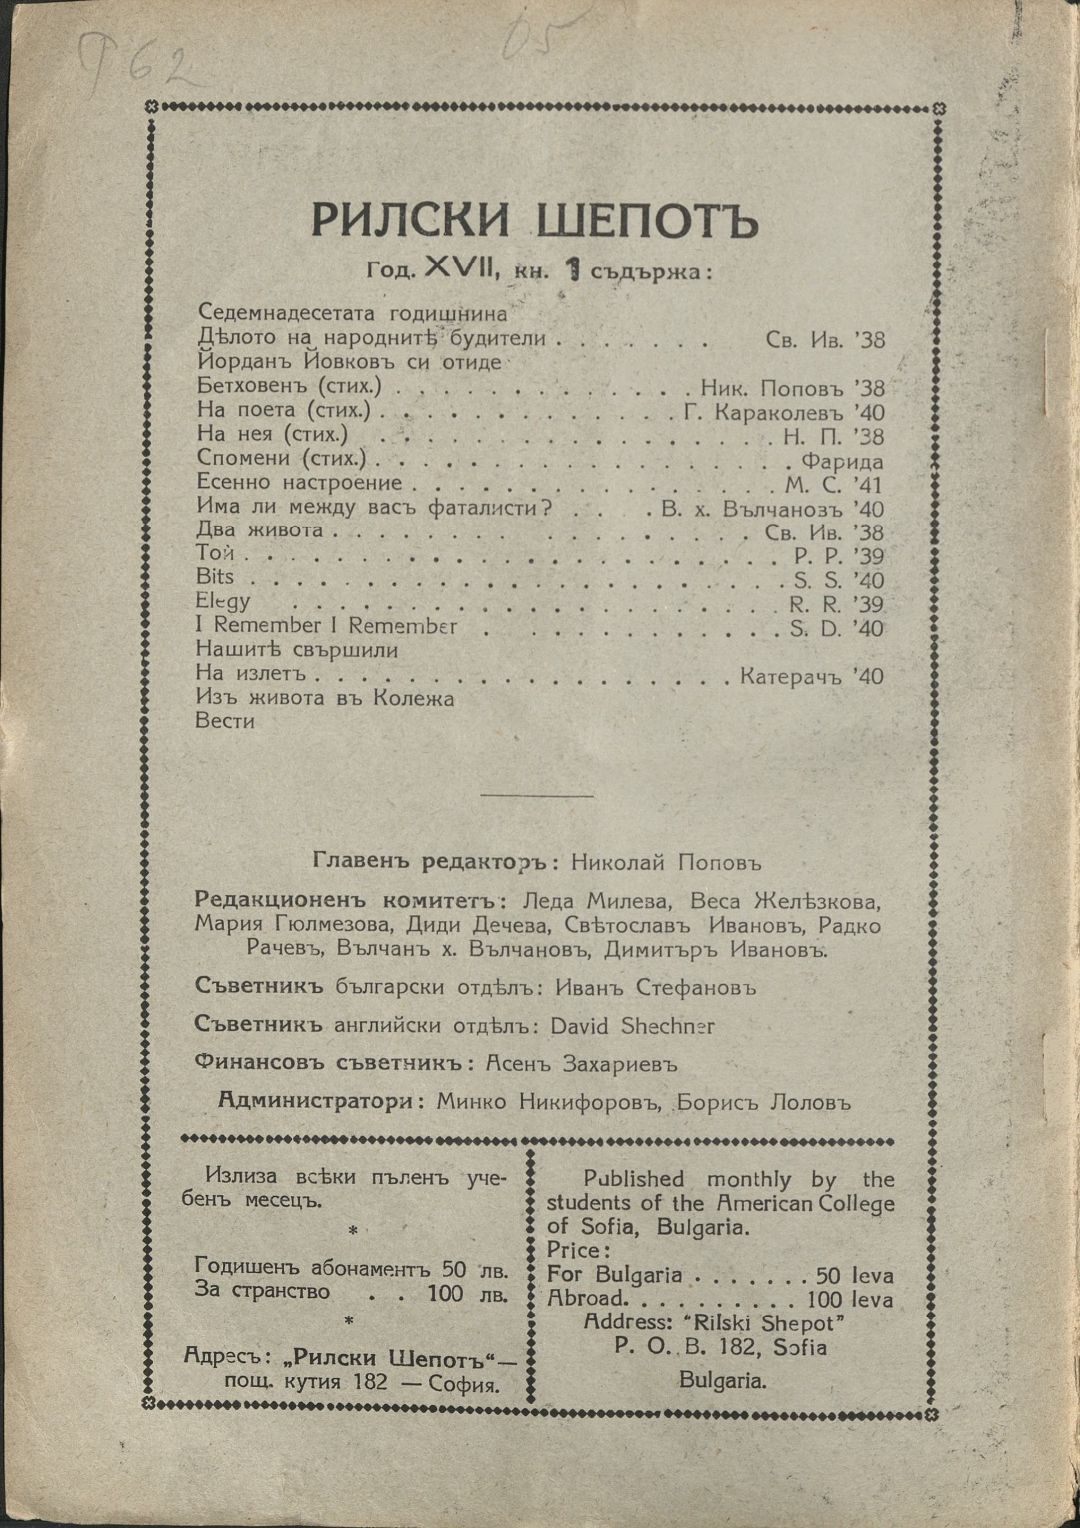 Т 62
05
РИЛСКИ ШЕПОТЪ
Год. XVII, кн. 1 съдържа:
Седемнадесетата годишнина
Дѣлото на народнитѣ будители . . . . . . . Св. Ив. '38
Йорданъ Йовковъ си отиде
Бетховенъ (стих.) . . . . . . . . . . . . . Ник. Поповъ '38
На поета (стих.) . . . . . . . . . . . . . Г. Караколевъ '40
На нея (стих.) . . . . . . . . . . . . . . . . . Н. П. '38
Спомени (стих.) . . . . . . . . . . . . . . . . . . Фарида
Есенно настроение . . . . . . . . . . . . . . . . М. С. '41
Има ли между васъ фаталисти? . . . . В. х. Вълчановъ '40
Два живота . . . . . . . . . . . . . . . . . . Св. Ив. '38
Той . . . . . . . . . . . . . . . . . . . . . . . Р. Р. '39
Bits . . . . . . . . . . . . . . . . . . . . . . . S. S. '40
Elegy . . . . . . . . . . . . . . . . . . . . . R. R. '39
I Remember I Remember . . . . . . . . . . . . S. D. '40
Нашитѣ свършили
На излетъ . . . . . . . . . . . . . . . . . . Катерачъ '40
Изъ живота въ Колежа
Вести
Главенъ редакторъ: Николай Поповъ
Редакционенъ комитетъ: Леда Милева, Веса Желѣзкова,
Мария Гюлмезова, Диди Дечева, Свѣтославъ Ивановъ, Радко
Рачевъ, Вълчанъ х. Вълчановъ, Димитъръ Ивановъ.
Съветникъ български отдѣлъ: Иванъ Стефановъ
Съветникъ английски отдѣлъ: David Shechner
Финансовъ съветникъ: Асенъ Захариевъ
Администратори: Минко Никифоровъ, Борисъ Лоловъ
Излиза всѣки пъленъ уче-
бенъ месецъ.
*
Годишенъ абонаментъ 50 лв.
За странство . . 100 лв.
*
Адресъ: „Рилски Шепотъ“—
пощ. кутия 182 — София.
Published monthly by the
students of the American College
of Sofia, Bulgaria.
Price:
For Bulgaria . . . . . . . 50 leva
Abroad. . . . . . . . . . 100 leva
Address: "Rilski Shepot"
P. O. B. 182, Sofia
Bulgaria.